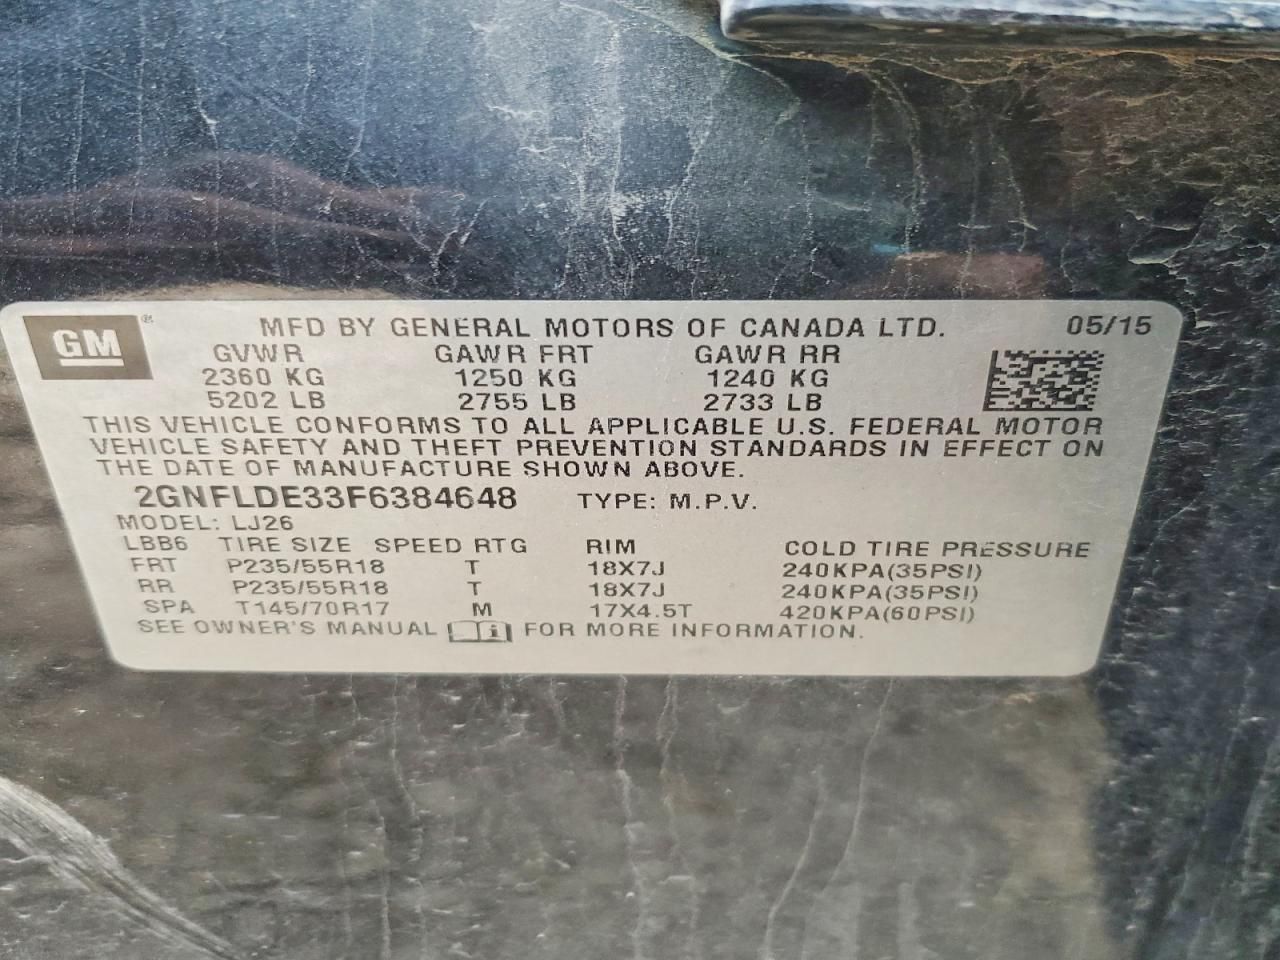 GM ® MFD BY GENERAL MOTORS OF CANADA LTD. 05/15
GVWR GAWR FRT GAWR RR
2360 KG 1250 KG 1240 KG
5202 LB 2755 LB 2733 LB
THIS VEHICLE CONFORMS TO ALL APPLICABLE U.S. FEDERAL MOTOR
VEHICLE SAFETY AND THEFT PREVENTION STANDARDS IN EFFECT ON
THE DATE OF MANUFACTURE SHOWN ABOVE.
2GNFLDE33F6384648 TYPE: M.P.V.
MODEL: LJ26
LBB6 TIRE SIZE SPEED RTG RIM COLD TIRE PRESSURE
FRT P235/55R18 T 18X7J 240KPA(35PSI)
RR P235/55R18 T 18X7J 240KPA(35PSI)
SPA T145/70R17 M 17X4.5T 420KPA(60PSI)
SEE OWNER'S MANUAL FOR MORE INFORMATION.